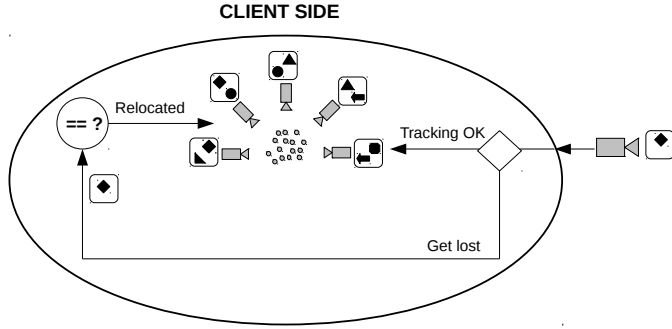 CLIENT SIDE
Relocated
== ?
Tracking OK
Get lost